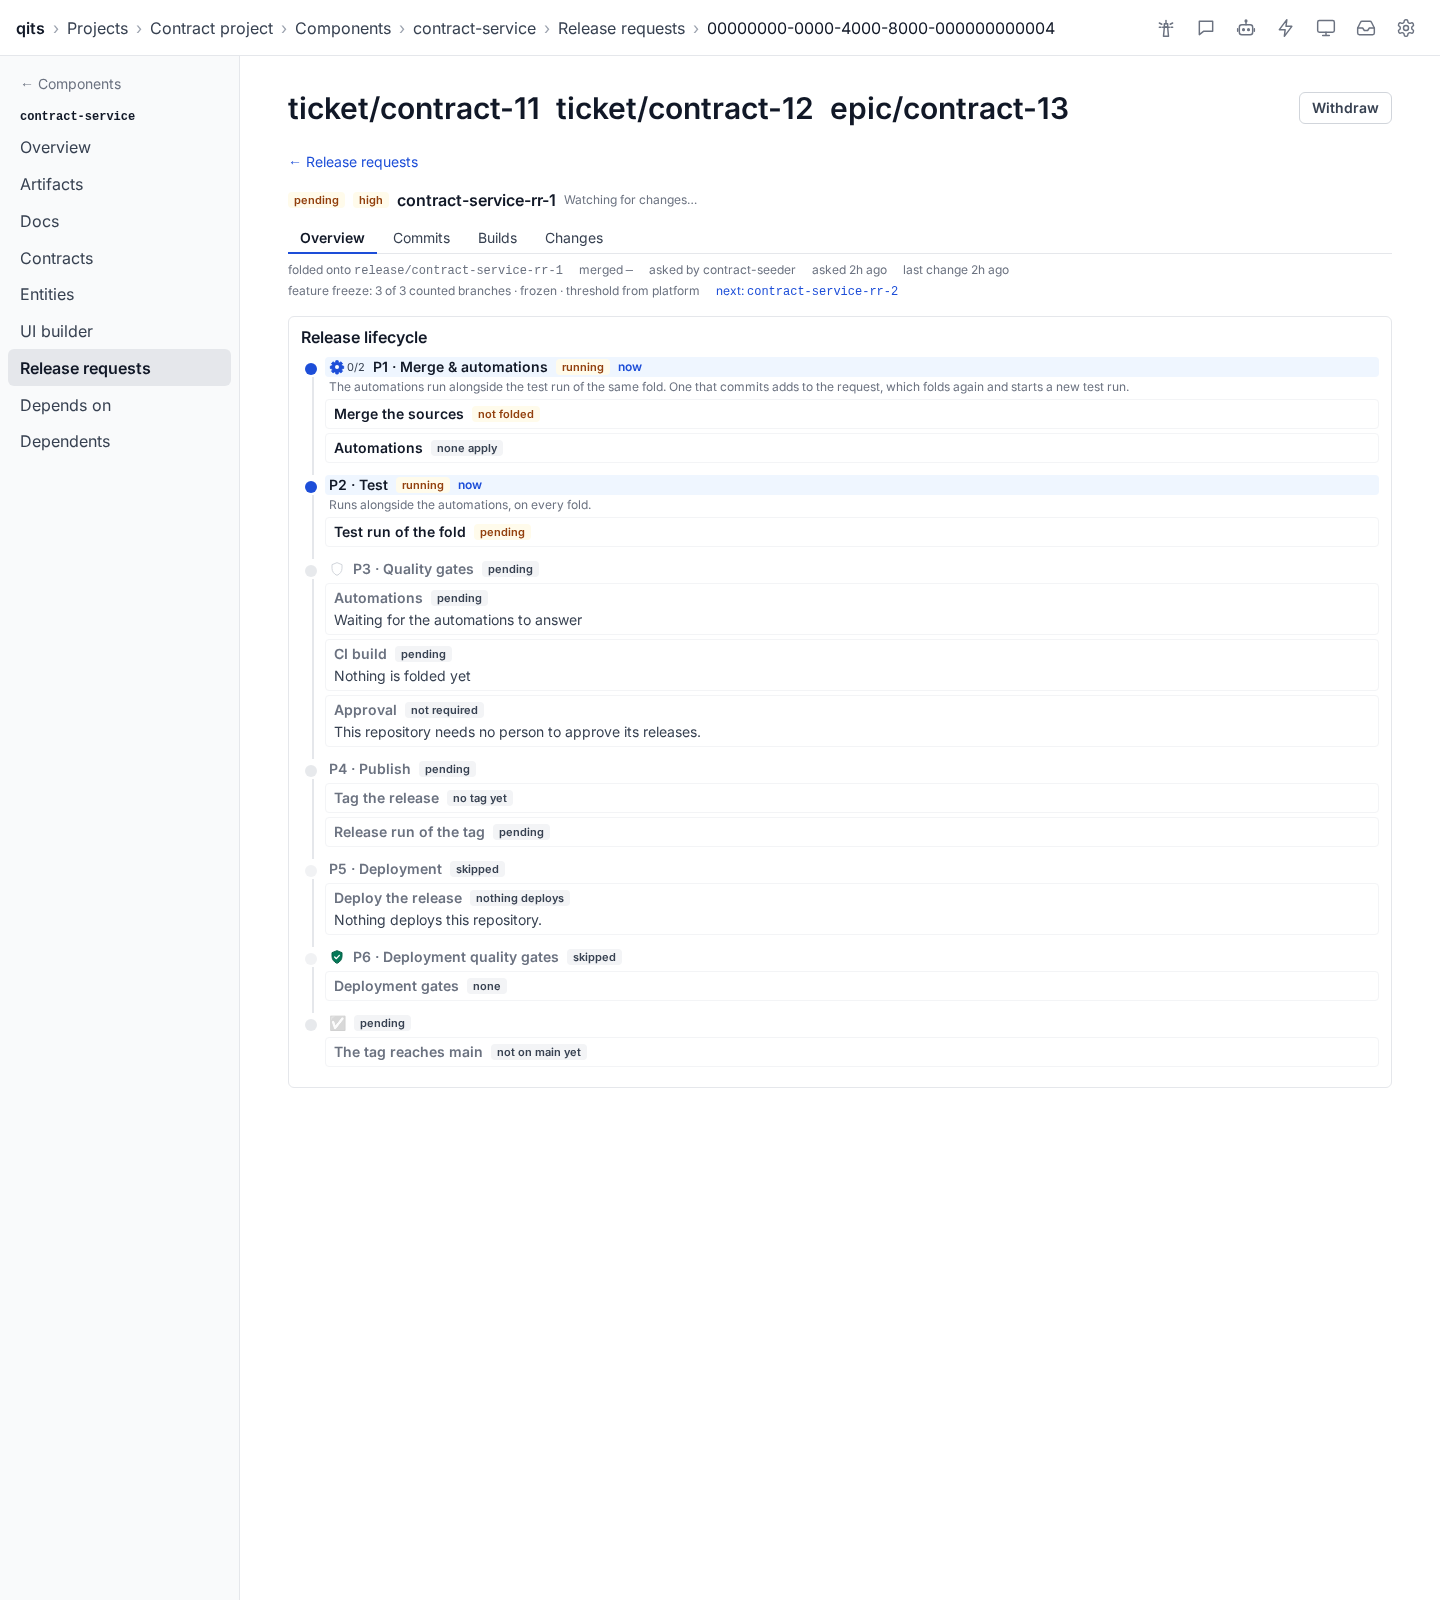 qits › Projects › Contract project › Components › contract-service › Release requests › 00000000-0000-4000-8000-000000000004
← Components
contract-service
Overview
Artifacts
Docs
Contracts
Entities
UI builder
Release requests
Depends on
Dependents
ticket/contract-11 ticket/contract-12 epic/contract-13
Withdraw
← Release requests
pending high contract-service-rr-1 Watching for changes…
Overview Commits Builds Changes
folded onto release/contract-service-rr-1 merged — asked by contract-seeder asked 2h ago last change 2h ago
feature freeze: 3 of 3 counted branches · frozen · threshold from platform next: contract-service-rr-2
Release lifecycle
0/2 P1 · Merge & automations running now
The automations run alongside the test run of the same fold. One that commits adds to the request, which folds again and starts a new test run.
Merge the sources not folded
Automations none apply
P2 · Test running now
Runs alongside the automations, on every fold.
Test run of the fold pending
P3 · Quality gates pending
Automations pending
Waiting for the automations to answer
CI build pending
Nothing is folded yet
Approval not required
This repository needs no person to approve its releases.
P4 · Publish pending
Tag the release no tag yet
Release run of the tag pending
P5 · Deployment skipped
Deploy the release nothing deploys
Nothing deploys this repository.
P6 · Deployment quality gates skipped
Deployment gates none
pending
The tag reaches main not on main yet